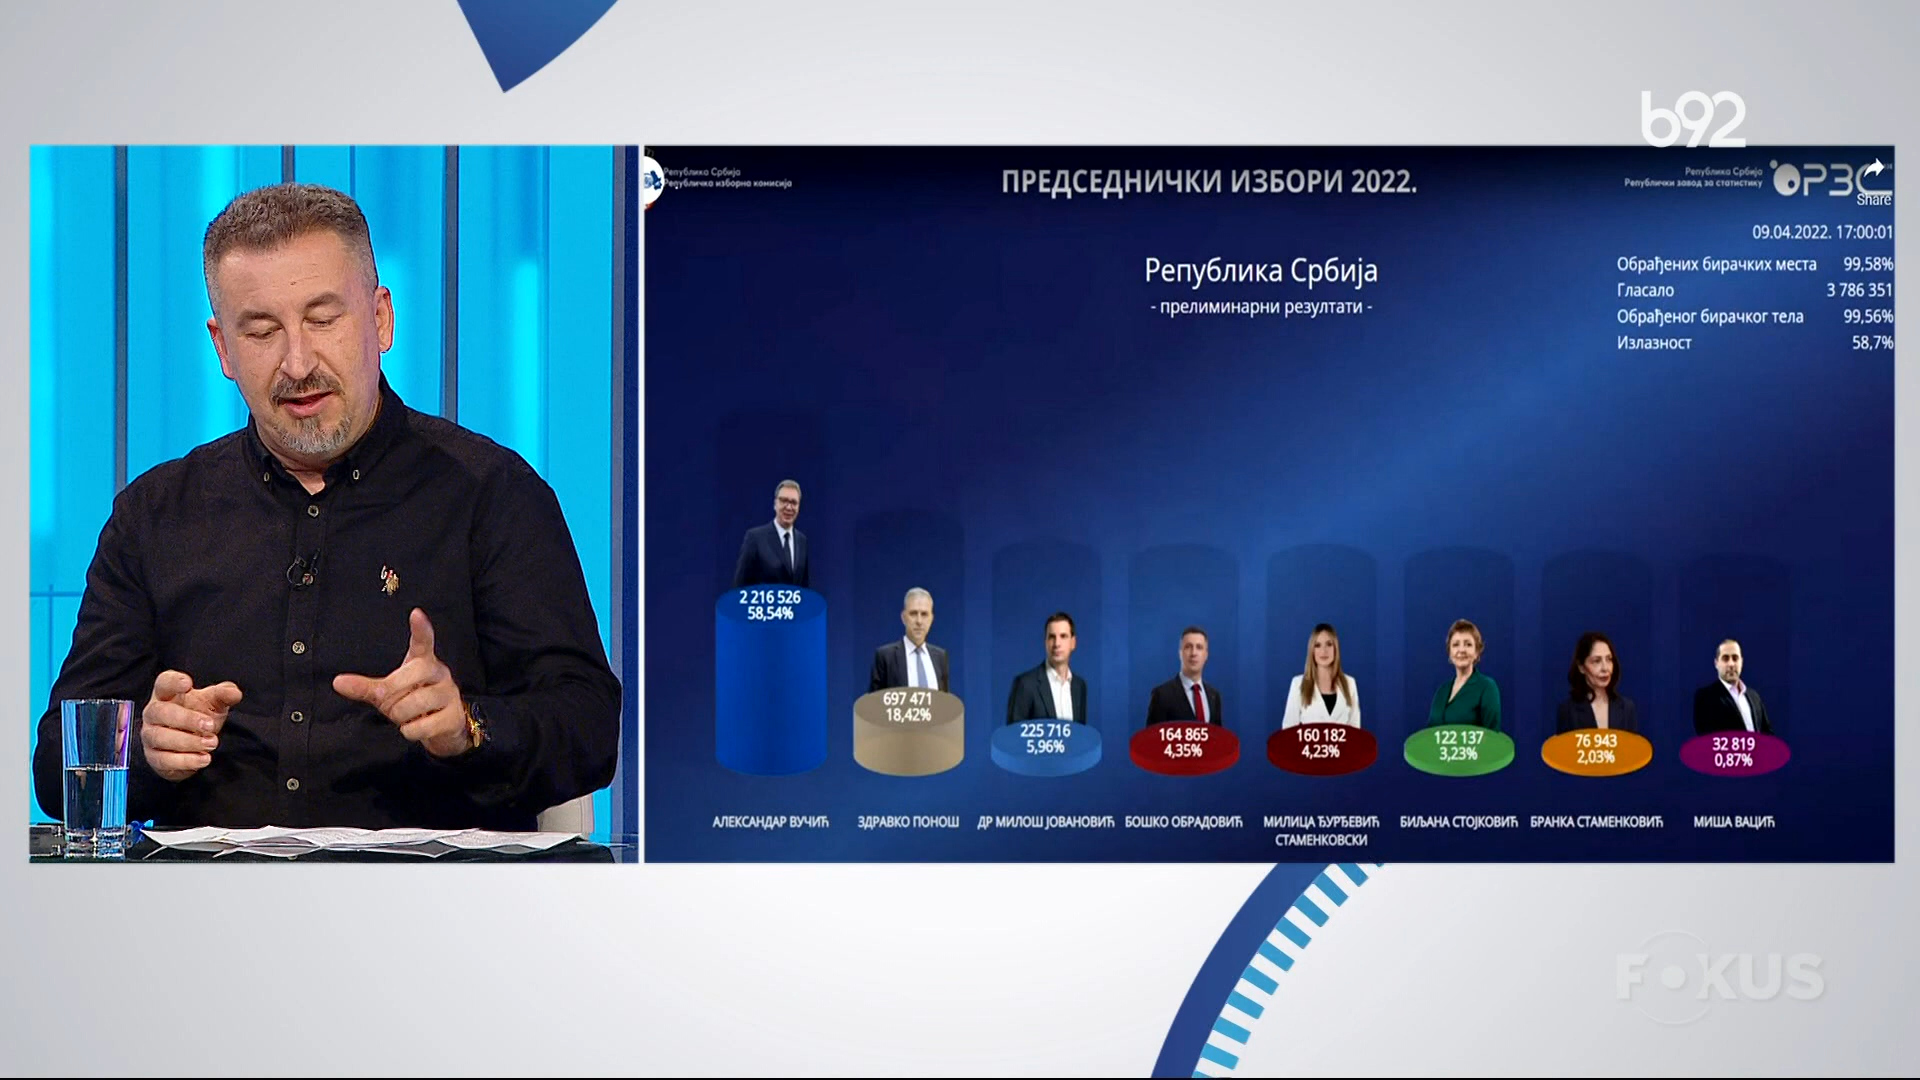 b92
Република Србија
Републичка изборна комисија
ПРЕДСЕДНИЧКИ ИЗБОРИ 2022.
Република Србија
Републички завод за статистику
РЗС
Share
09.04.2022. 17:00:01
Република Србија
- прелиминарни резултати -
Обрађених бирачких места 99,58%
Гласало 3 786 351
Обрађеног бирачког тела 99,56%
Излазност 58,7%
2 216 526
58,54%
697 471
18,42%
225 716
5,96%
164 865
4,35%
160 182
4,23%
122 137
3,23%
76 943
2,03%
32 819
0,87%
АЛЕКСАНДАР ВУЧИЋ
ЗДРАВКО ПОНОШ
ДР МИЛОШ ЈОВАНОВИЋ
БОШКО ОБРАДОВИЋ
МИЛИЦА ЂУРЂЕВИЋ
СТАМЕНКОВСКИ
БИЉАНА СТОЈКОВИЋ
БРАНКА СТАМЕНКОВИЋ
МИША ВАЦИЋ
FOKUS